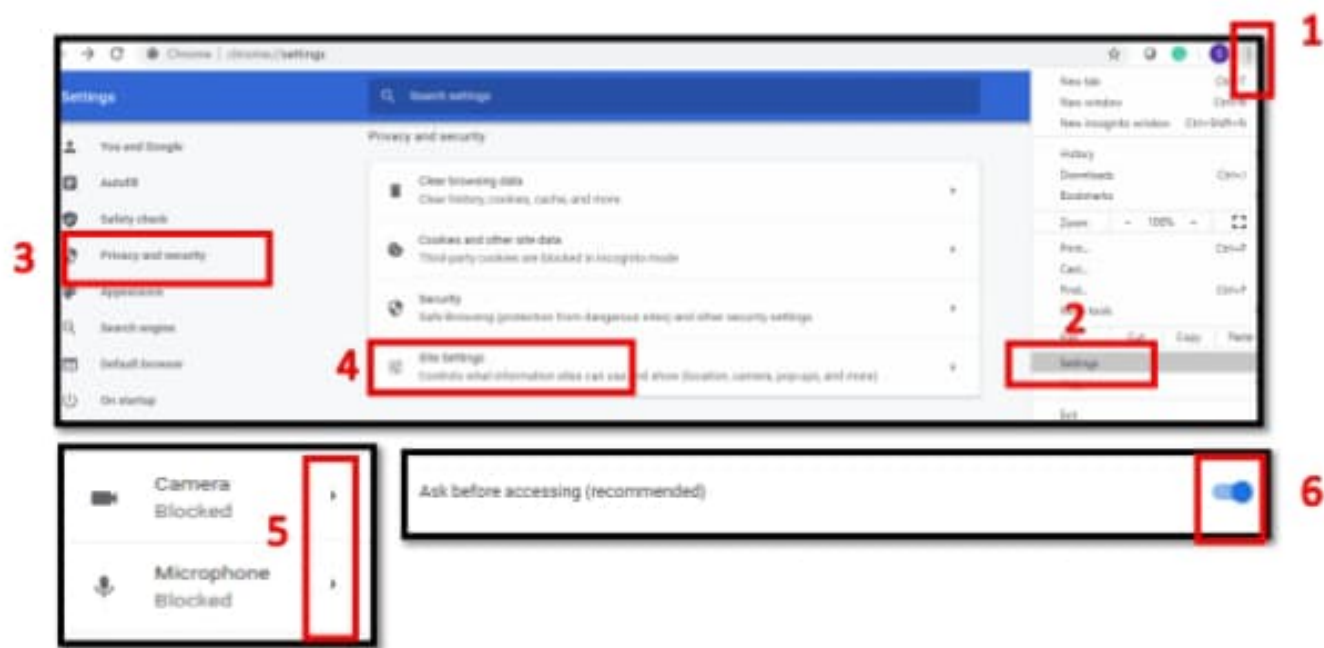 1
Chrome | chrome://settings
Settings
Search settings
New tab
New window
New incognito window Ctrl+Shift+N
Privacy and security
You and Google
Autofill
Safety check
3
Privacy and security
Appearance
Search engine
Default browser
On startup
Clear browsing data
Clear history, cookies, cache, and more
Cookies and other site data
Third-party cookies are blocked in Incognito mode
Security
Safe Browsing (protection from dangerous sites) and other security settings
4
Site Settings
Controls what information sites can use and show (location, camera, pop-ups, and more)
History
Downloads
Bookmarks
Zoom - 100%
Print... Ctrl+P
Cast...
Find... Ctrl+F
tools
2
Cut Copy Paste
Settings
Exit
Camera
Blocked
5
Microphone
Blocked
Ask before accessing (recommended)
6